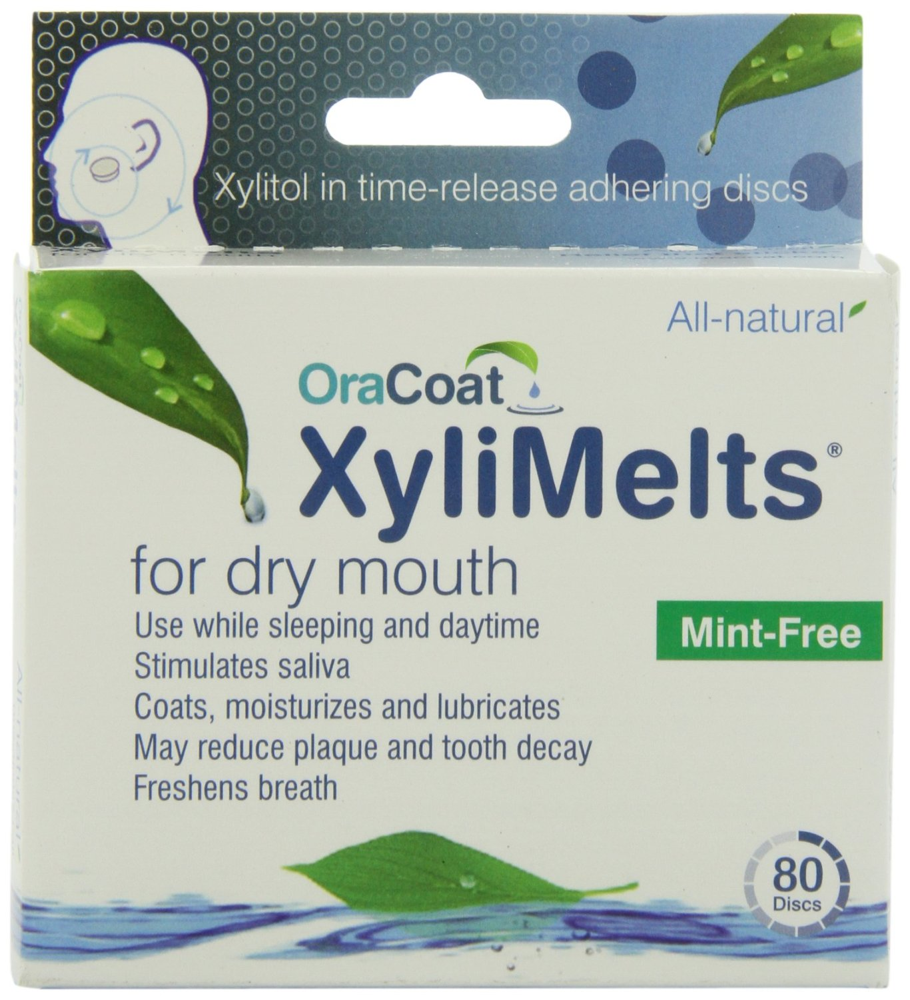 Xylitol in time-release adhering discs
All-natural
OraCoat
XyliMelts®
for dry mouth
Use while sleeping and daytime
Stimulates saliva
Coats, moisturizes and lubricates
May reduce plaque and tooth decay
Freshens breath
Mint-Free
80
Discs